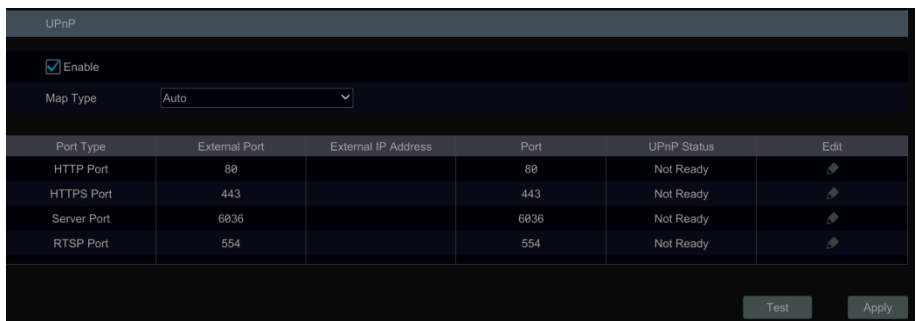 UPnP
Enable
Map Type Auto
Port Type External Port External IP Address Port UPnP Status Edit
HTTP Port 80 80 Not Ready
HTTPS Port 443 443 Not Ready
Server Port 6036 6036 Not Ready
RTSP Port 554 554 Not Ready
Test Apply